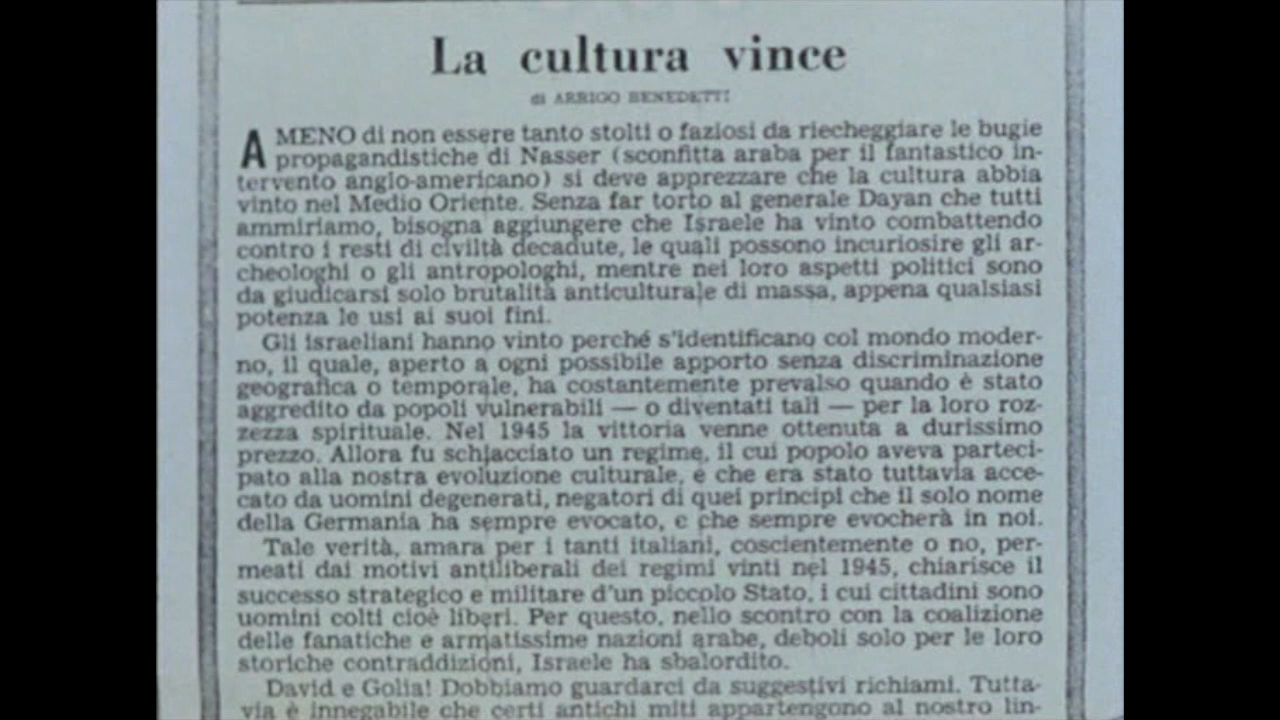 La cultura vince
di ARRIGO BENEDETTI
A MENO di non essere tanto stolti o faziosi da riecheggiare le bugie
propagandistiche di Nasser (sconfitta araba per il fantastico in-
tervento anglo-americano) si deve apprezzare che la cultura abbia
vinto nel Medio Oriente. Senza far torto al generale Dayan che tutti
ammiriamo, bisogna aggiungere che Israele ha vinto combattendo
contro i resti di civiltà decadute, le quali possono incuriosire gli ar-
cheologhi o gli antropologhi, mentre nei loro aspetti politici sono
da giudicarsi solo brutalità anticulturale di massa, appena qualsiasi
potenza le usi ai suoi fini.
Gli israeliani hanno vinto perché s'identificano col mondo moder-
no, il quale, aperto a ogni possibile apporto senza discriminazione
geografica o temporale, ha costantemente prevalso quando è stato
aggredito da popoli vulnerabili — o diventati tali — per la loro roz-
zezza spirituale. Nel 1945 la vittoria venne ottenuta a durissimo
prezzo. Allora fu schiacciato un regime, il cui popolo aveva parteci-
pato alla nostra evoluzione culturale, e che era stato tuttavia acce-
cato da uomini degenerati, negatori di quei principi che il solo nome
della Germania ha sempre evocato, e che sempre evocherà in noi.
Tale verità, amara per i tanti italiani, coscientemente o no, per-
meati dai motivi antiliberali dei regimi vinti nel 1945, chiarisce il
successo strategico e militare d'un piccolo Stato, i cui cittadini sono
uomini colti cioè liberi. Per questo, nello scontro con la coalizione
delle fanatiche e armatissime nazioni arabe, deboli solo per le loro
storiche contraddizioni, Israele ha sbalordito.
David e Golia! Dobbiamo guardarci da suggestivi richiami. Tutta-
via è innegabile che certi antichi miti appartengono al nostro lin-